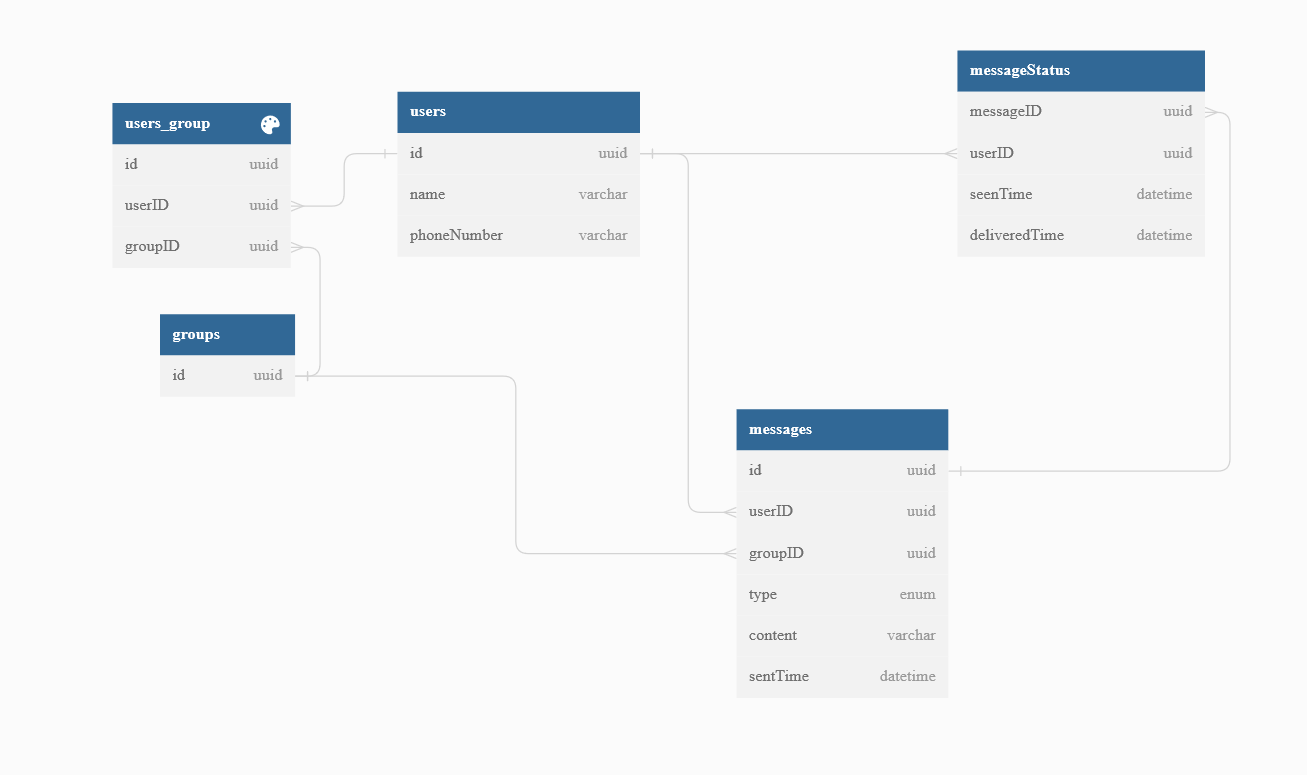 users_group
id uuid
userID uuid
groupID uuid
groups
id uuid
users
id uuid
name varchar
phoneNumber varchar
messageStatus
messageID uuid
userID uuid
seenTime datetime
deliveredTime datetime
messages
id uuid
userID uuid
groupID uuid
type enum
content varchar
sentTime datetime